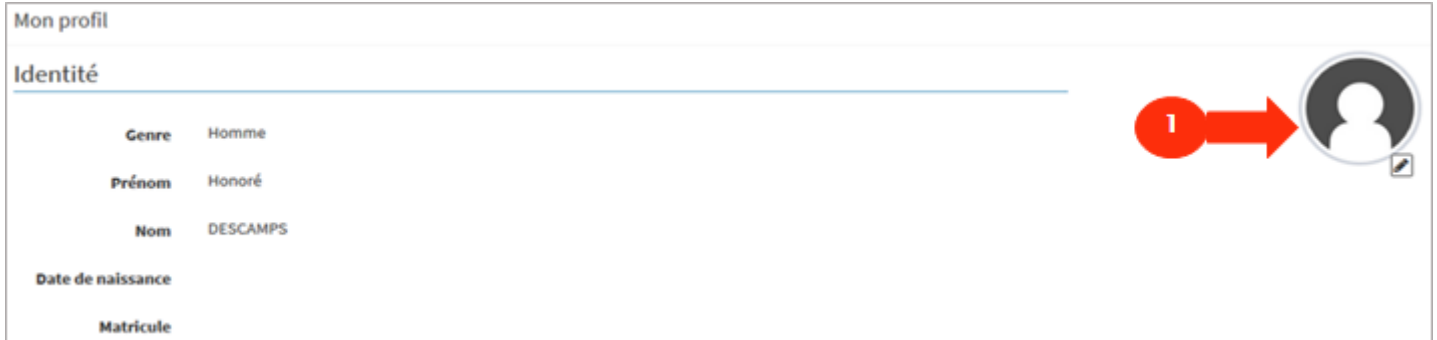 Mon profil
Identité
1
Genre Homme
Prénom Honoré
Nom DESCAMPS
Date de naissance
Matricule